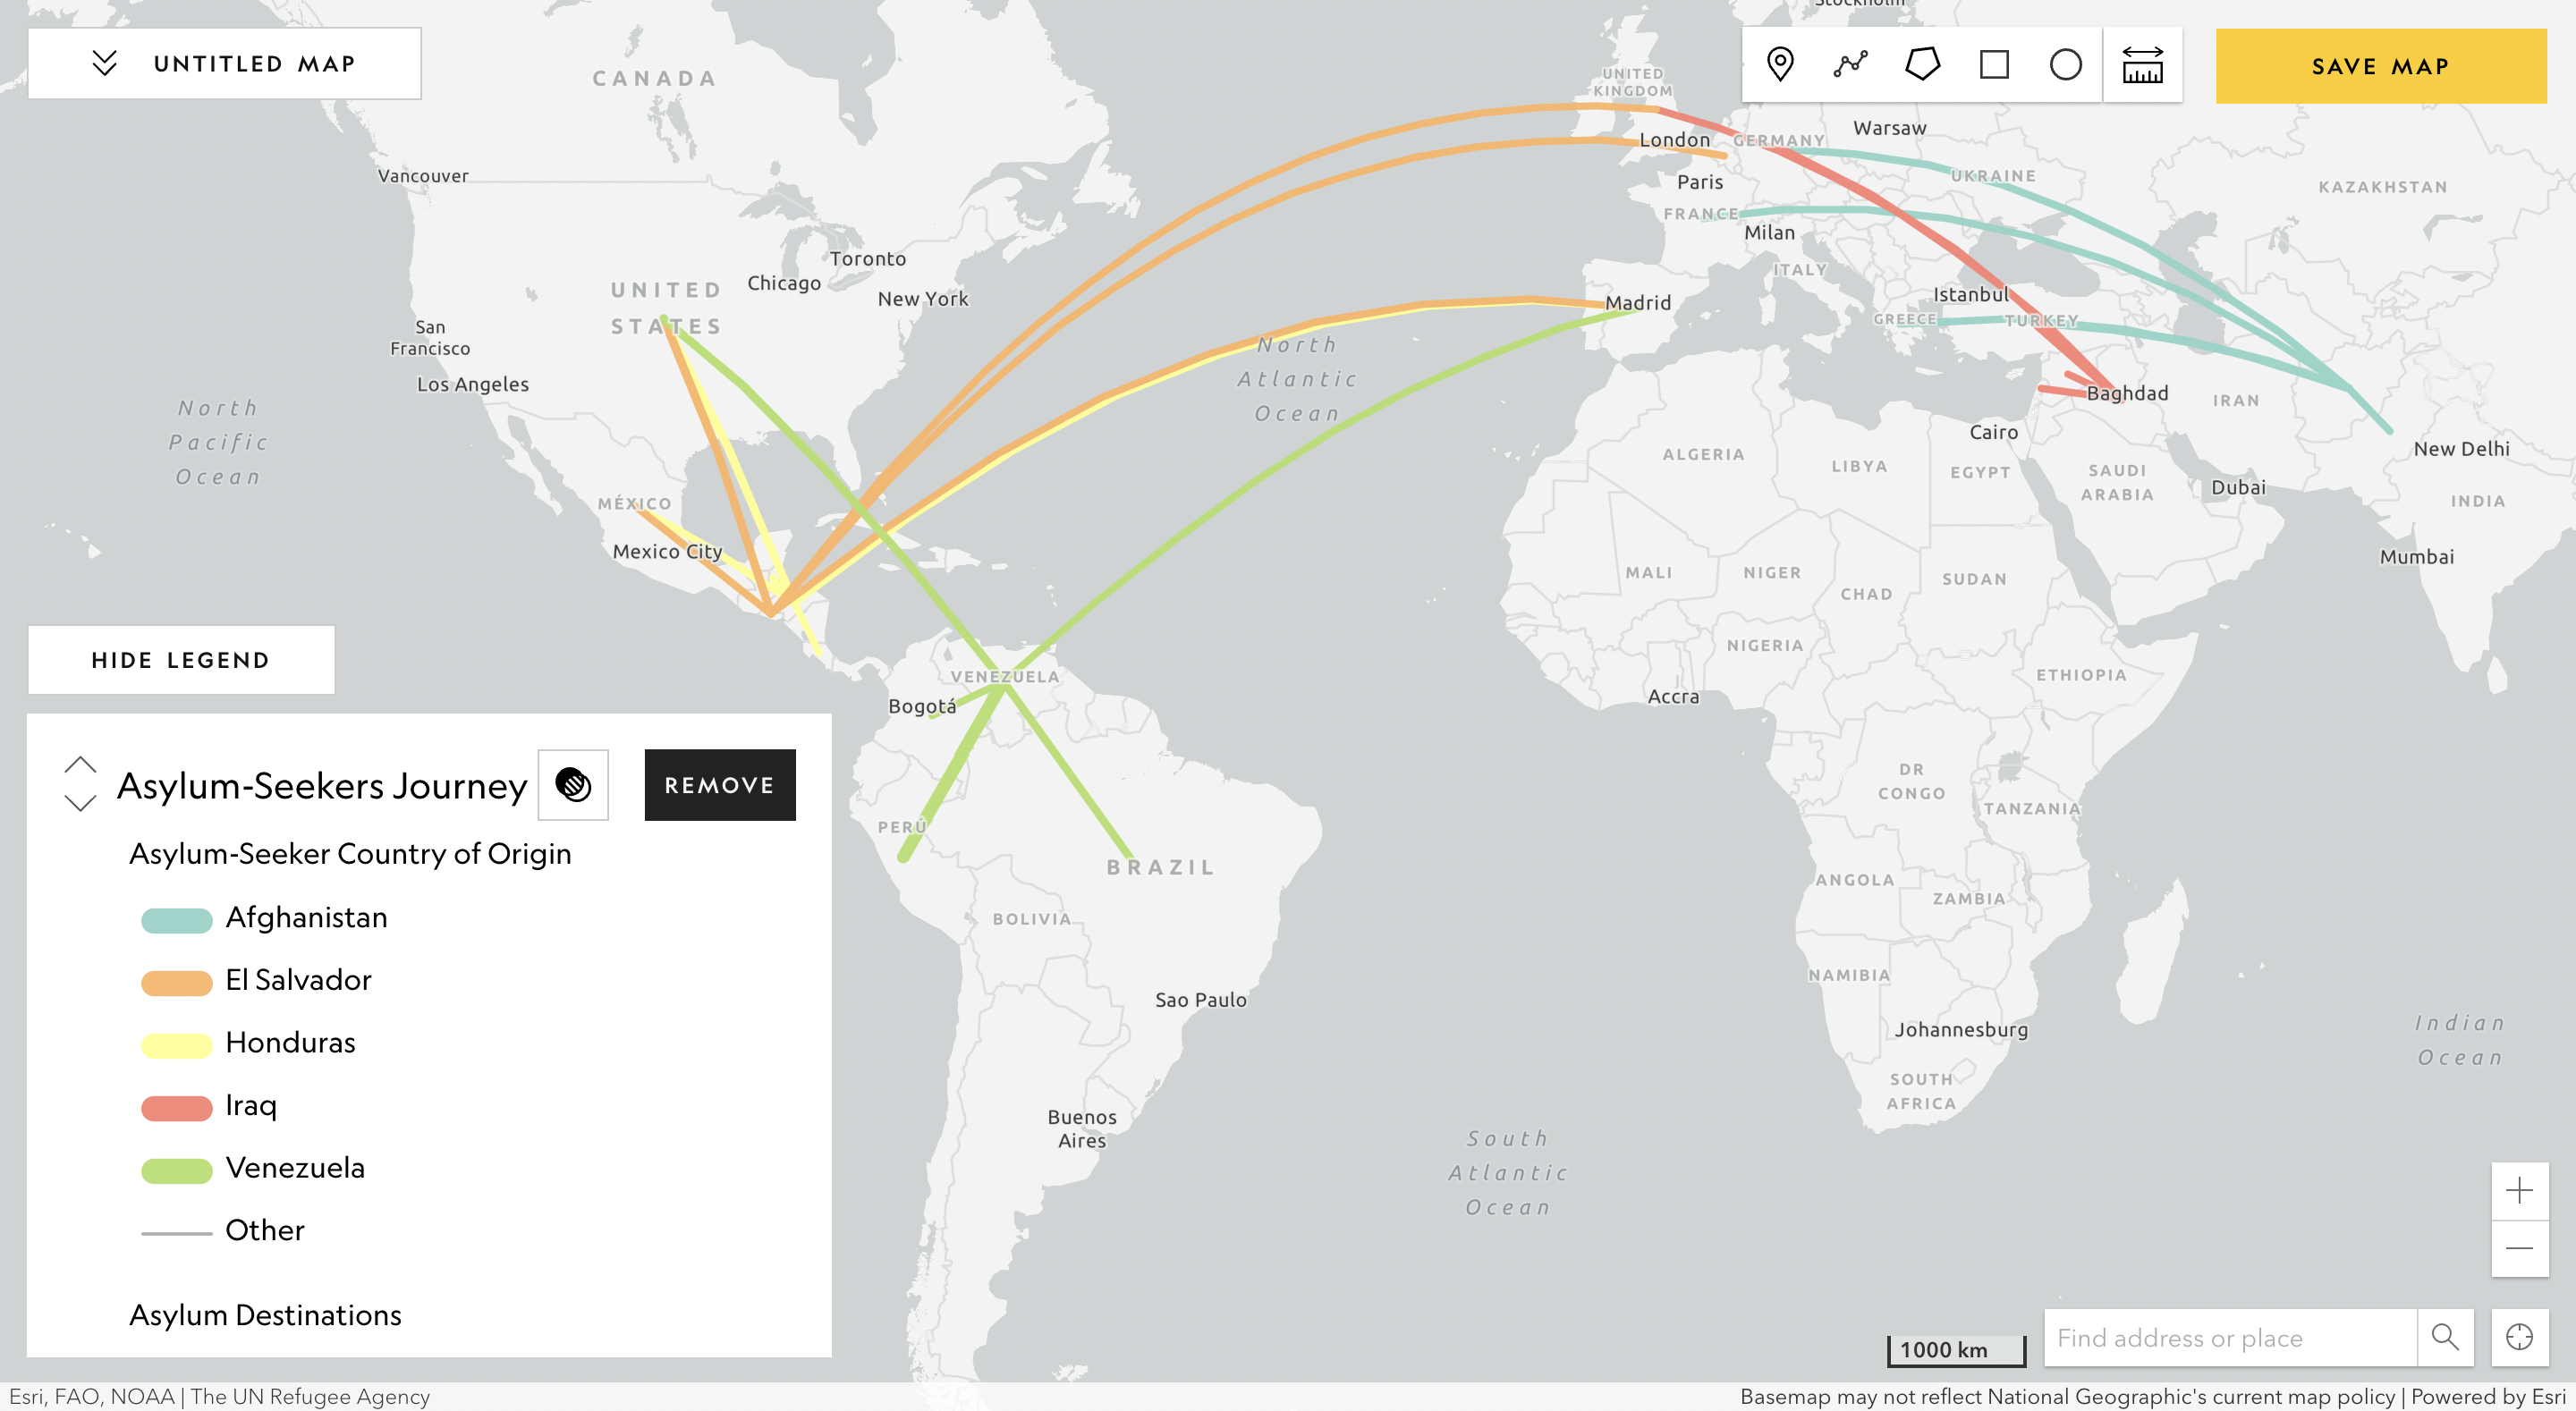 Stockholm
UNTITLED MAP
SAVE MAP
CANADA
UNITED
KINGDOM
London
GERMANY
Warsaw
Vancouver
Paris
UKRAINE
KAZAKHSTAN
FRANCE
Milan
Toronto
Chicago
New York
UNITED
STATES
ITALY
Istanbul
Madrid
GREECE
TURKEY
San
Francisco
Los Angeles
North
Atlantic
Ocean
Baghdad
IRAN
North
Pacific
Ocean
Cairo
New Delhi
ALGERIA
LIBYA
EGYPT
SAUDI
ARABIA
Dubai
INDIA
MÉXICO
Mexico City
Mumbai
MALI
NIGER
CHAD
SUDAN
NIGERIA
ETHIOPIA
HIDE LEGEND
VENEZUELA
Bogotá
Accra
Asylum-Seekers Journey
REMOVE
DR
CONGO
TANZANIA
PERÚ
BRAZIL
Asylum-Seeker Country of Origin
Afghanistan
El Salvador
Honduras
Iraq
Venezuela
Other
Asylum Destinations
BOLIVIA
ANGOLA
ZAMBIA
NAMIBIA
Sao Paulo
Johannesburg
Indian
Ocean
SOUTH
AFRICA
Buenos
Aires
South
Atlantic
Ocean
1000 km
Find address or place
Esri, FAO, NOAA | The UN Refugee Agency
Basemap may not reflect National Geographic's current map policy | Powered by Esri